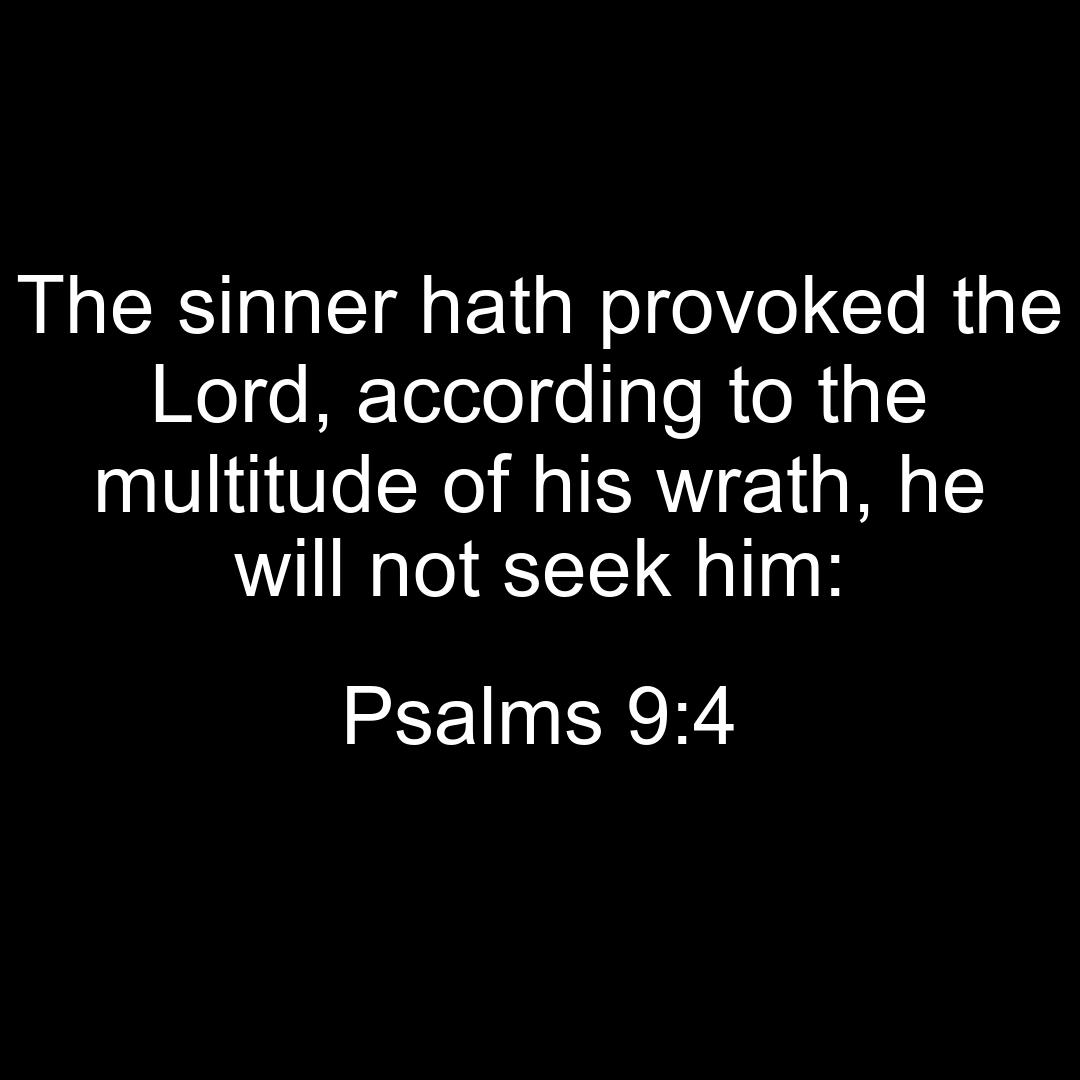 The sinner hath provoked the
Lord, according to the
multitude of his wrath, he
will not seek him:
Psalms 9:4